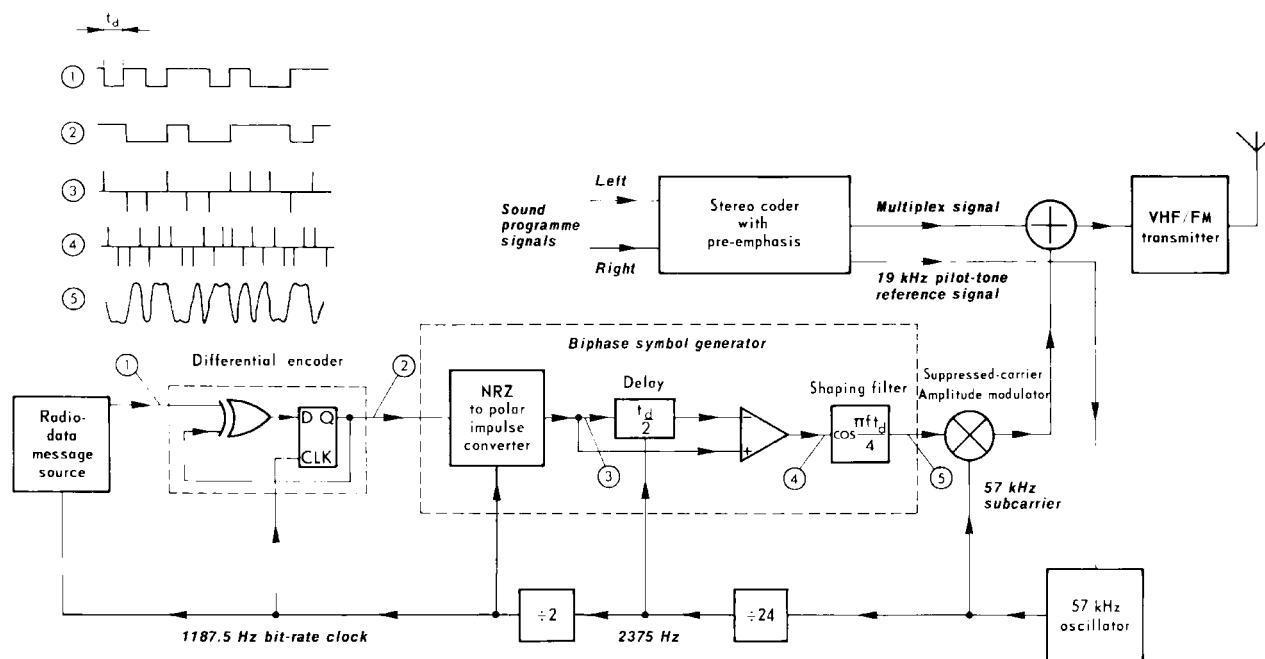 t_d
1
2
3
4
5
Left
Sound programme signals
Right
Stereo coder
with
pre-emphasis
Multiplex signal
19 kHz pilot-tone
reference signal
+
VHF/FM
transmitter
Biphase symbol generator
Differential encoder
1
2
Radio-
data
message
source
D Q
CLK
NRZ
to polar
impulse
converter
3
Delay
t_d
2
−
+
4
Shaping filter
cos πft_d
4
5
Suppressed-carrier
Amplitude modulator
57 kHz
subcarrier
÷2
÷24
57 kHz
oscillator
1187.5 Hz bit-rate clock
2375 Hz